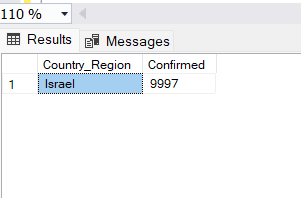 110 %
Results Messages
Country_Region Confirmed
1 Israel 9997